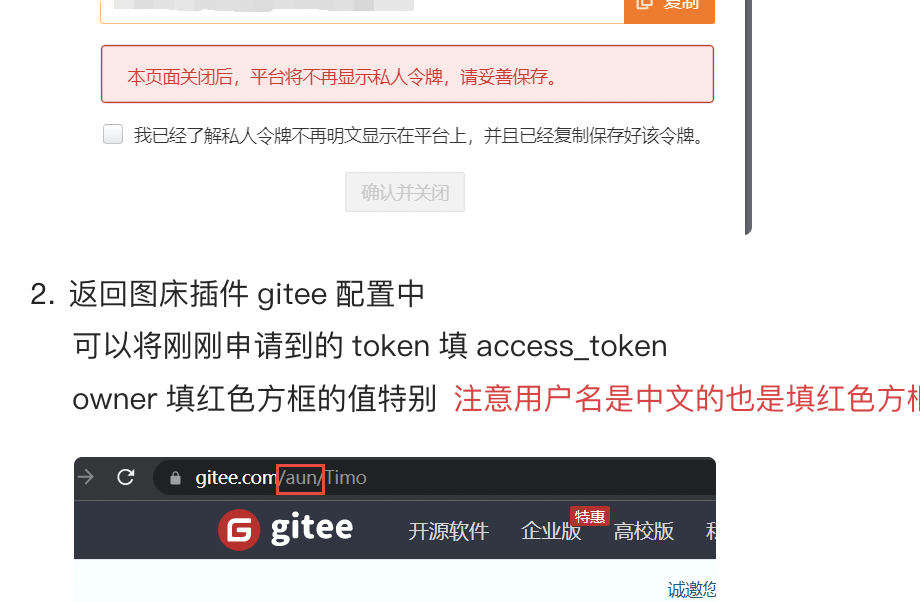 复制
本页面关闭后，平台将不再显示私人令牌，请妥善保存。
我已经了解私人令牌不再明文显示在平台上，并且已经复制保存好该令牌。
确认并关闭
2. 返回图床插件 gitee 配置中
可以将刚刚申请到的 token 填 access_token
owner 填红色方框的值特别 注意用户名是中文的也是填红色方框
gitee.com/aun/Timo
gitee 开源软件 企业版 特惠 高校版
诚邀您